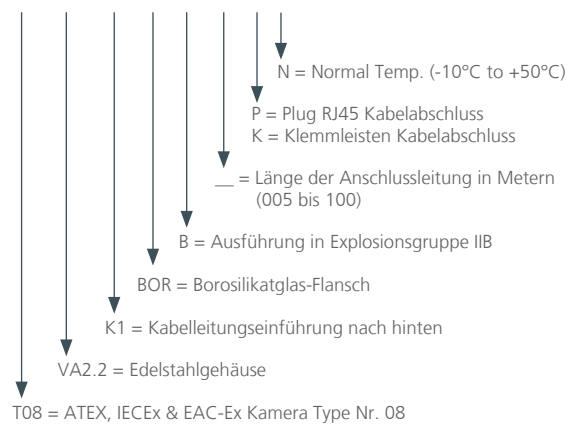 N = Normal Temp. (-10°C to +50°C)
P = Plug RJ45 Kabelabschluss
K = Klemmleisten Kabelabschluss
__ = Länge der Anschlussleitung in Metern
(005 bis 100)
B = Ausführung in Explosionsgruppe IIB
BOR = Borosilikatglas-Flansch
K1 = Kabelleitungseinführung nach hinten
VA2.2 = Edelstahlgehäuse
T08 = ATEX, IECEx & EAC-Ex Kamera Type Nr. 08